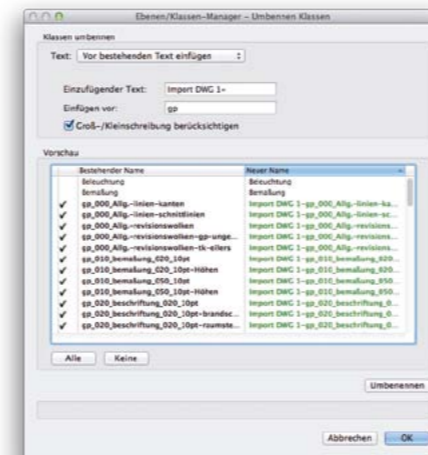 Ebenen/Klassen-Manager - Umbennen Klassen
Klassen umbennen
Text: Vor bestehenden Text einfügen
Einzufügender Text: Import DWG 1-
Einfügen vor: gp
Groß-/Kleinschreibung berücksichtigen
Vorschau
Bestehender Name Neuer Name
Beleuchtung Beleuchtung
Bemaßung Bemaßung
gp_000_Allg.-linien-kanten Import DWG 1-gp_000_Allg.-linien-ka...
gp_000_Allg.-linien-schnittlinien Import DWG 1-gp_000_Allg.-linien-sc...
gp_000_Allg.-revisionswolken Import DWG 1-gp_000_Allg.-revisions...
gp_000_Allg.-revisionswolken-gp-unge... Import DWG 1-gp_000_Allg.-revisions...
gp_000_Allg.-revisionswolken-tk-ellers Import DWG 1-gp_000_Allg.-revisions...
gp_010_bemaßung_020_10pt Import DWG 1-gp_010_bemaßung_020...
gp_010_bemaßung_020_10pt-Höhen Import DWG 1-gp_010_bemaßung_020...
gp_010_bemaßung_050_10pt Import DWG 1-gp_010_bemaßung_050...
gp_010_bemaßung_050_10pt-Höhen Import DWG 1-gp_010_bemaßung_050...
gp_020_beschriftung_020_10pt Import DWG 1-gp_020_beschriftung_0...
gp_020_beschriftung_020_10pt-brandsc... Import DWG 1-gp_020_beschriftung_0...
gp_020_beschriftung_020_10pt-raumste... Import DWG 1-gp_020_beschriftung_0...
Alle Keine
Umbenennen
Abbrechen OK